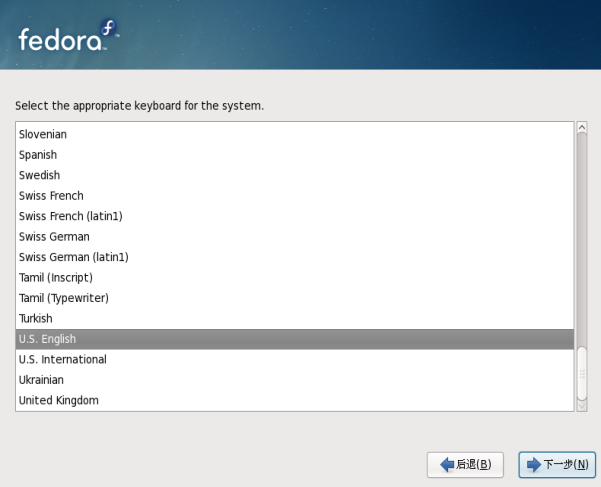 fedora
Select the appropriate keyboard for the system.
Slovenian
Spanish
Swedish
Swiss French
Swiss French (latin1)
Swiss German
Swiss German (latin1)
Tamil (Inscript)
Tamil (Typewriter)
Turkish
U.S. English
U.S. International
Ukrainian
United Kingdom
后退(B) 下一步(N)